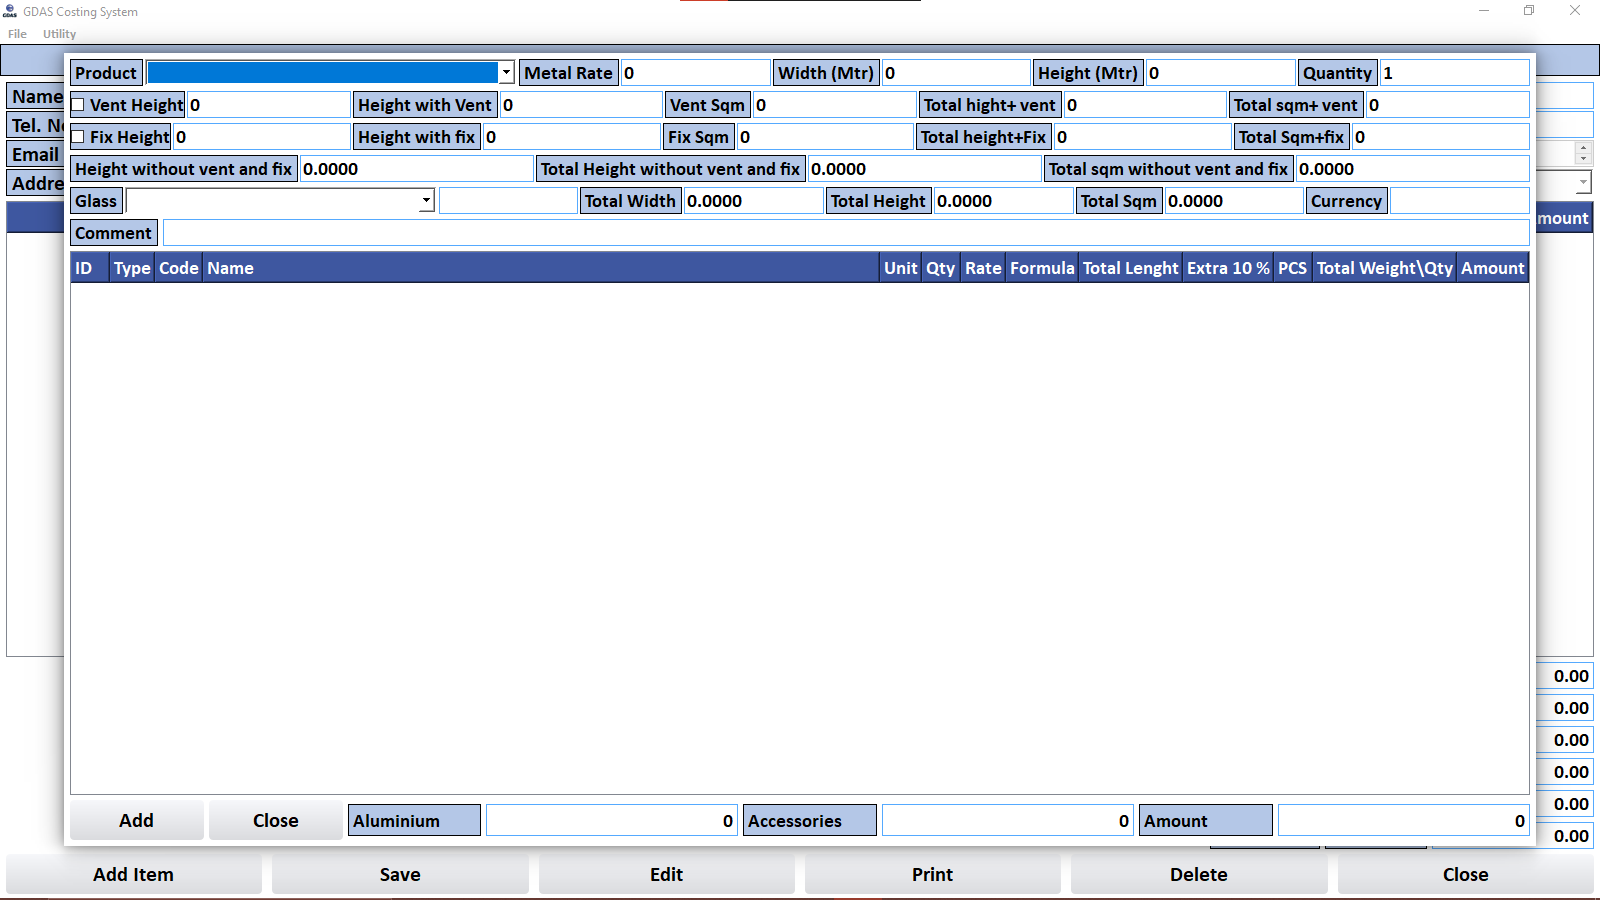 GDAS Costing System
File Utility
Product Metal Rate 0 Width (Mtr) 0 Height (Mtr) 0 Quantity 1
Name Vent Height 0 Height with Vent 0 Vent Sqm 0 Total hight+ vent 0 Total sqm+ vent 0
Tel. N Fix Height 0 Height with fix 0 Fix Sqm 0 Total height+Fix 0 Total Sqm+fix 0
Email Height without vent and fix 0.0000 Total Height without vent and fix 0.0000 Total sqm without vent and fix 0.0000
Addre Glass Total Width 0.0000 Total Height 0.0000 Total Sqm 0.0000 Currency
mount
Comment
ID Type Code Name Unit Qty Rate Formula Total Lenght Extra 10 % PCS Total Weight\Qty Amount
0.00
0.00
0.00
0.00
0.00
0.00
Add Close Aluminium 0 Accessories 0 Amount 0
Add Item Save Edit Print Delete Close